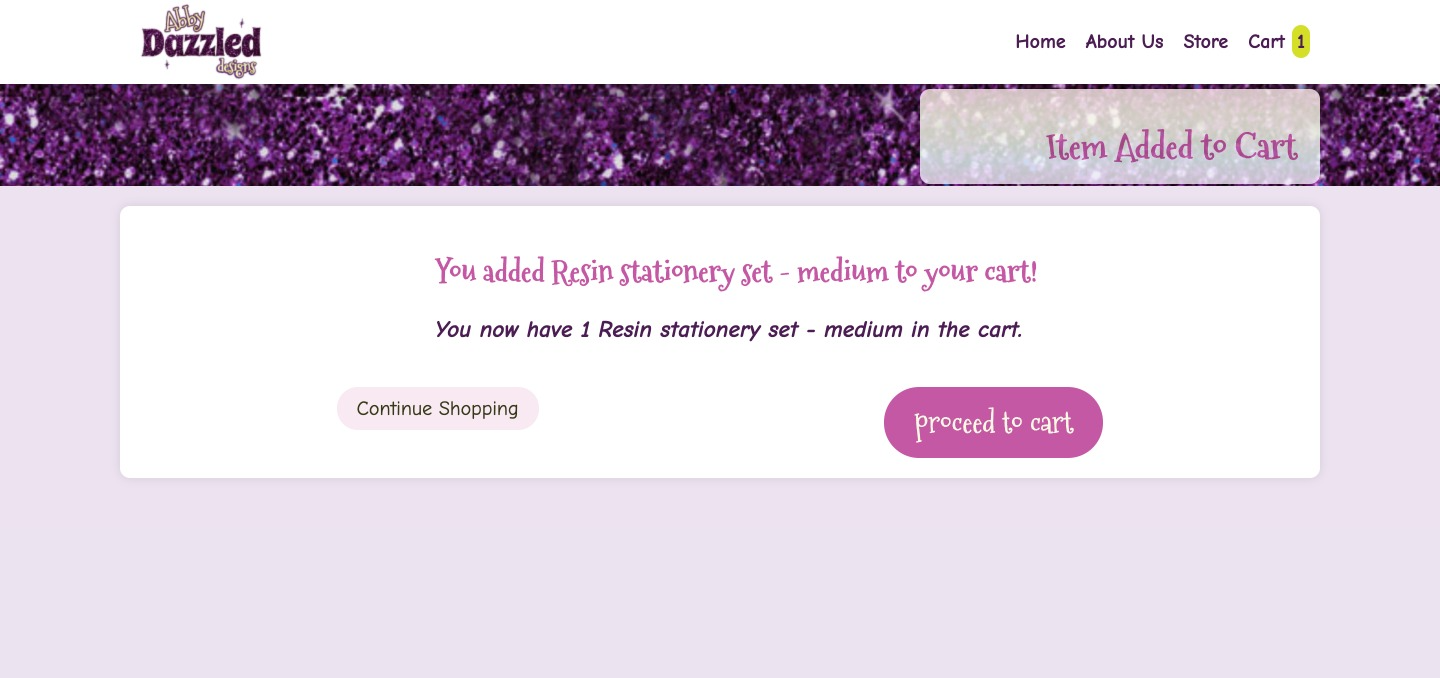 Abby
Dazzled
designs
Home About Us Store Cart 1
Item Added to Cart
You added Resin stationery set - medium to your cart!
You now have 1 Resin stationery set - medium in the cart.
Continue Shopping
proceed to cart